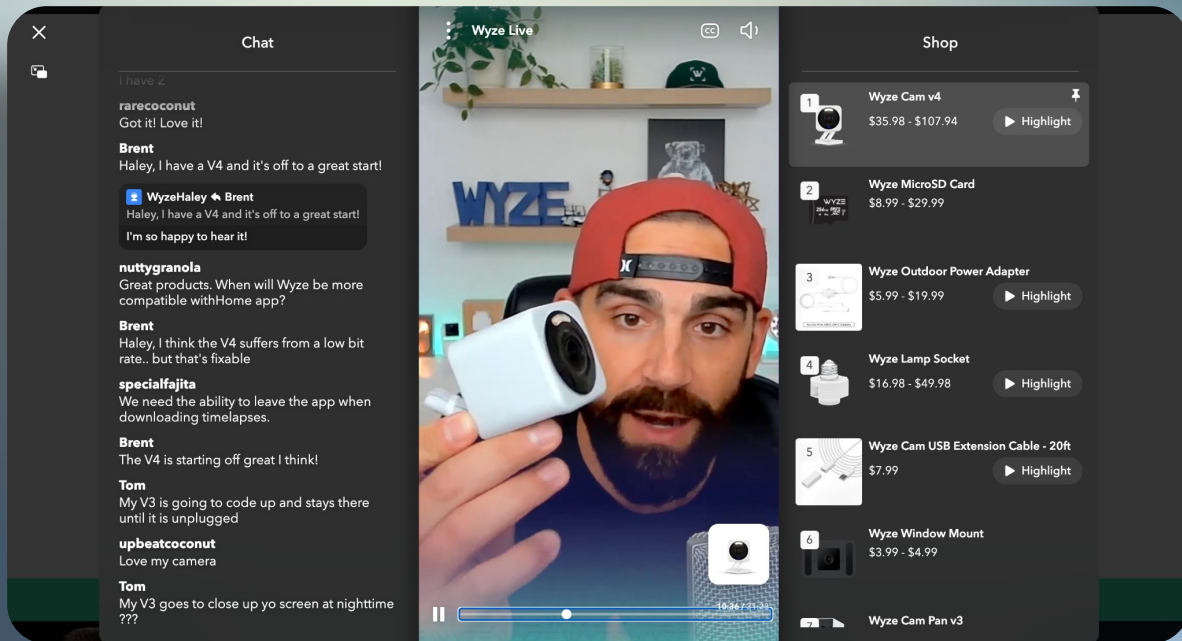 Chat
I have 2
rarecoconut
Got it! Love it!
Brent
Haley, I have a V4 and it's off to a great start!
WyzeHaley Brent
Haley, I have a V4 and it's off to a great start!
I'm so happy to hear it!
nuttygranola
Great products. When will Wyze be more
compatible withHome app?
Brent
Haley, I think the V4 suffers from a low bit
rate.. but that's fixable
specialfajita
We need the ability to leave the app when
downloading timelapses.
Brent
The V4 is starting off great I think!
Tom
My V3 is going to code up and stays there
until it is unplugged
upbeatcoconut
Love my camera
Tom
My V3 goes to close up yo screen at nighttime
???
Wyze Live
CC
W
WYZE
10:36 / 31:23
Shop
1
Wyze Cam v4
$35.98 - $107.94
Highlight
2
WYZE
Wyze MicroSD Card
$8.99 - $29.99
3
Wyze Outdoor Power Adapter
$5.99 - $19.99
Highlight
4
Wyze Lamp Socket
$16.98 - $49.98
Highlight
5
Wyze Cam USB Extension Cable - 20ft
$7.99
Highlight
6
Wyze Window Mount
$3.99 - $4.99
7
Wyze Cam Pan v3